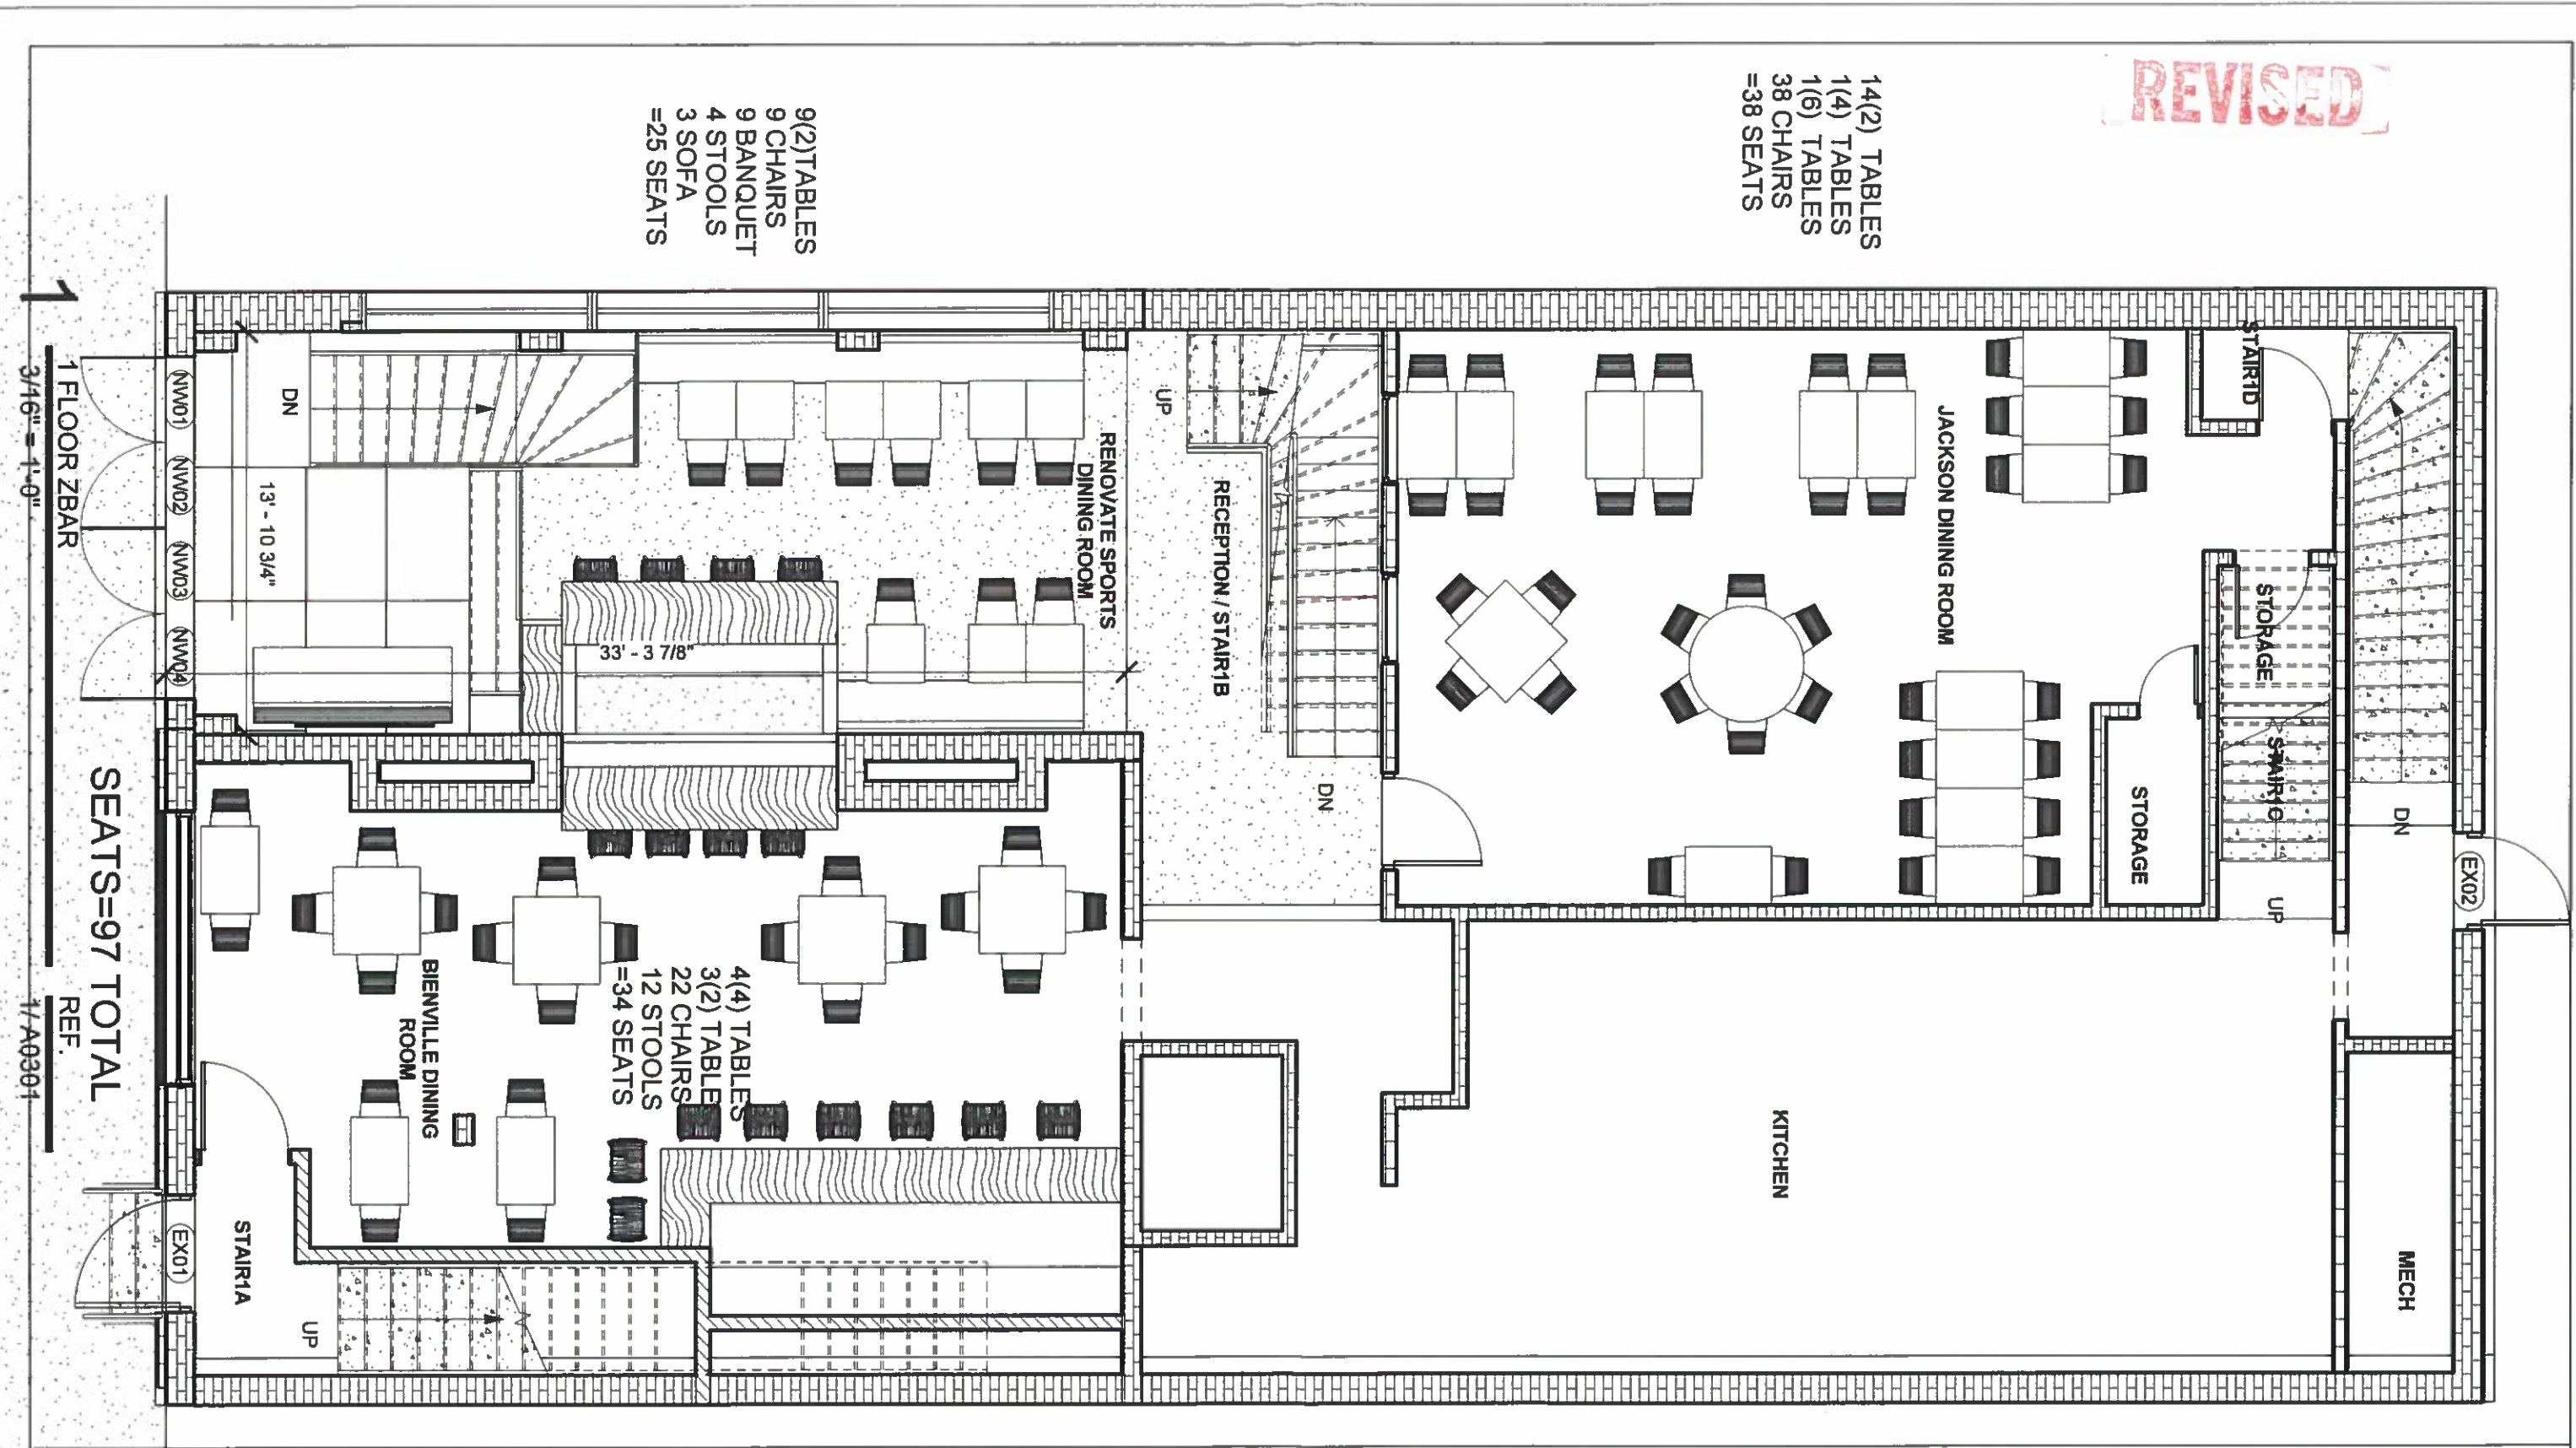 REVISED
14(2) TABLES
1(4) TABLES
1(6) TABLES
38 CHAIRS
=38 SEATS
9(2)TABLES
9 CHAIRS
9 BANQUET
4 STOOLS
3 SOFA
=25 SEATS
STAIR1D
JACKSON DINING ROOM
STORAGE
STAIR1C
STORAGE
DN
EX02
UP
MECH
KITCHEN
UP
RECEPTION / STAIR1B
DN
RENOVATE SPORTS
DINING ROOM
33' - 3 7/8"
DN
13' - 10 3/4"
NW01
NW02
NW03
NW04
4(4) TABLES
3(2) TABLE
22 CHAIRS
12 STOOLS
=34 SEATS
BIENVILLE DINING
ROOM
STAIR1A
UP
EX01
SEATS=97 TOTAL
1
1 FLOOR ZBAR
3/16" = 1'-0"
REF.
1/ A0301